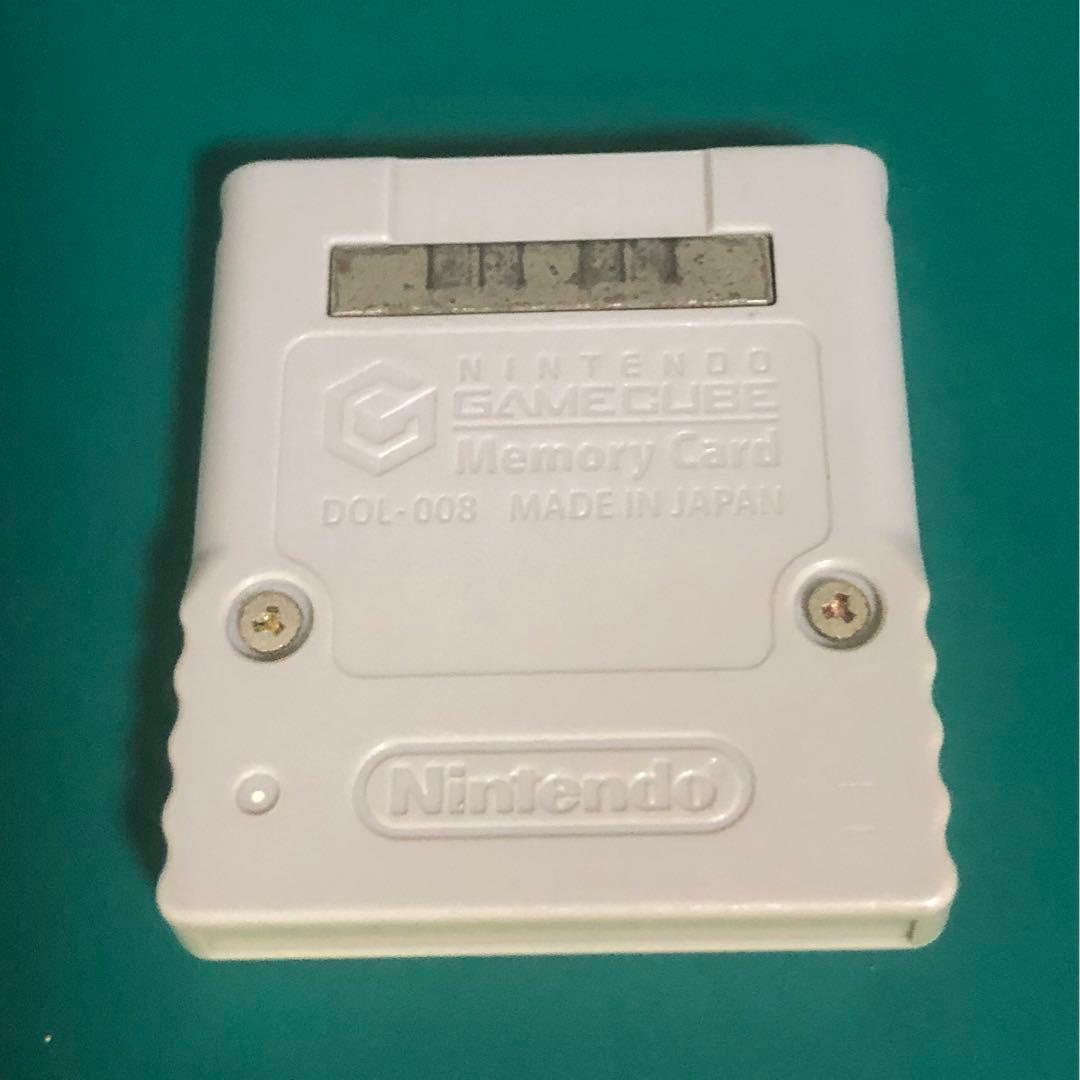 NINTENDO
GAMECUBE
Memory Card
DOL-008 MADE IN JAPAN
Nintendo